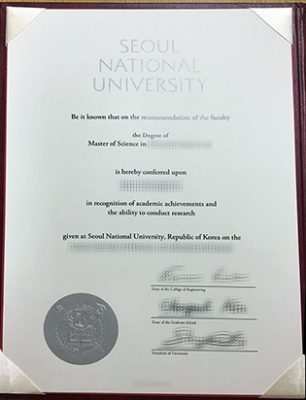 SEOUL
NATIONAL
UNIVERSITY
Be it known that on the recommendation of the faculty
the Degree of
Master of Science in
is hereby conferred upon
in recognition of academic achievements and
the ability to conduct research
given at Seoul National University, Republic of Korea on the
Dean of the College of Engineering
Dean of the Graduate School
President of University